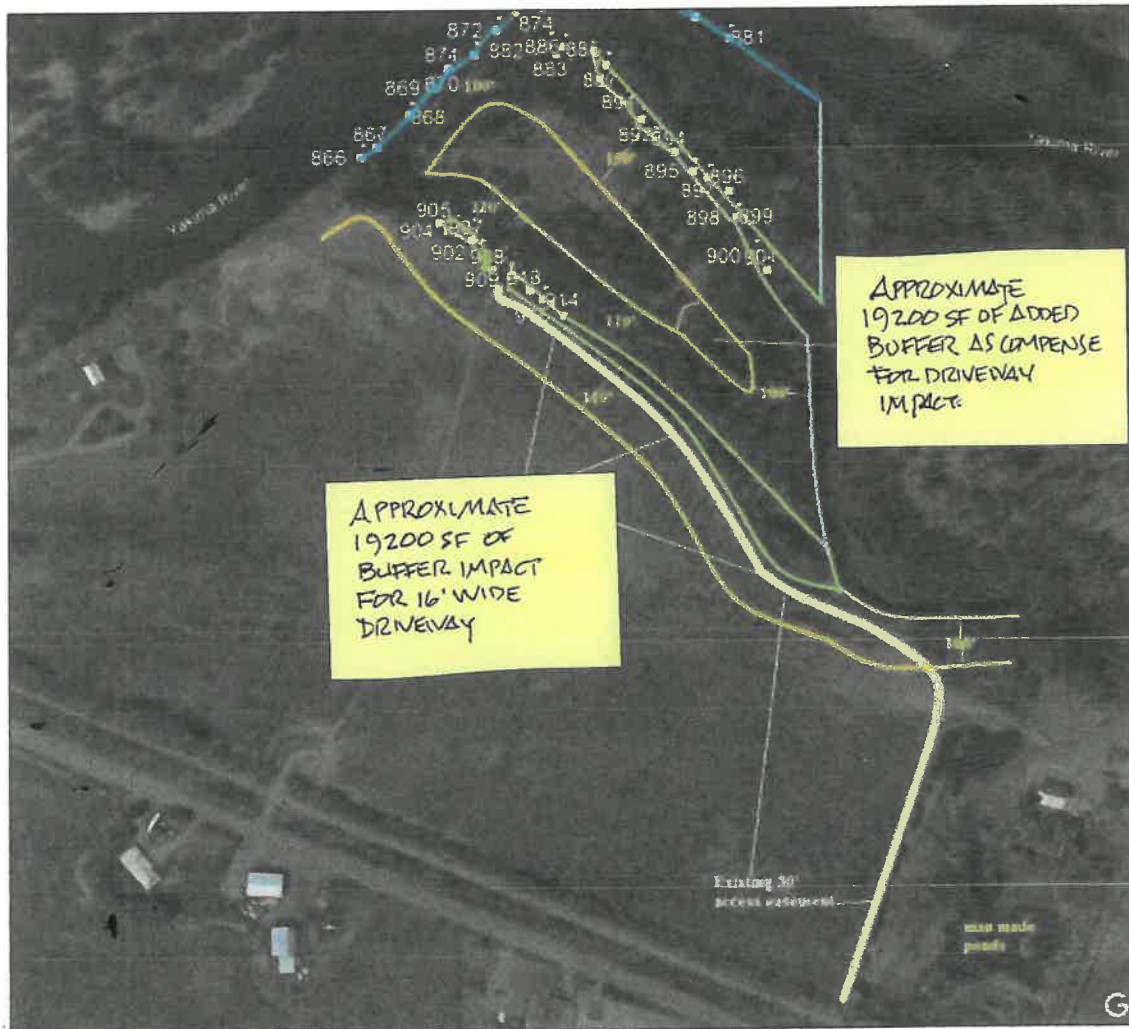 874
872
881
882
883
869
868
867
866
Yakima River
Yakima River
100'
895
896
898
899
900
905
904
902
909
914
120'
110'
140'
APPROXIMATE
19200 SF OF ADDED
BUFFER AS COMPENSE
FOR DRIVEWAY
IMPACT.
APPROXIMATE
19200 SF OF
BUFFER IMPACT
FOR 16' WIDE
DRIVEWAY
Existing 30'
access easement
man made
ponds
G